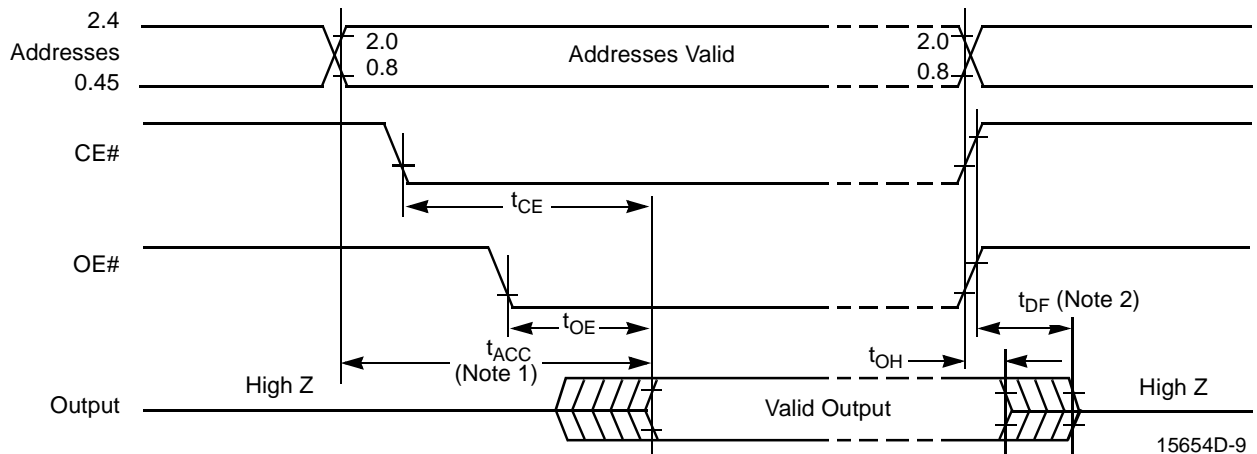 2.4
Addresses
0.45
2.0
0.8
Addresses Valid
2.0
0.8
CE#
tCE
OE#
tOE
tDF (Note 2)
tACC
(Note 1)
tOH
High Z
High Z
Output
Valid Output
15654D-9